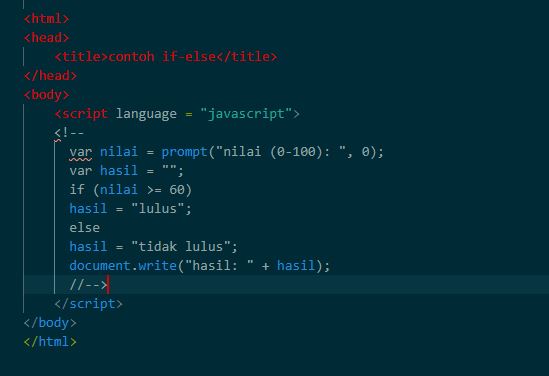 <html>
<head>
<title>contoh if-else</title>
</head>
<body>
<script language = "javascript">
<!--
var nilai = prompt("nilai (0-100): ", 0);
var hasil = "";
if (nilai >= 60)
hasil = "lulus";
else
hasil = "tidak lulus";
document.write("hasil: " + hasil);
//-->
</script>
</body>
</html>